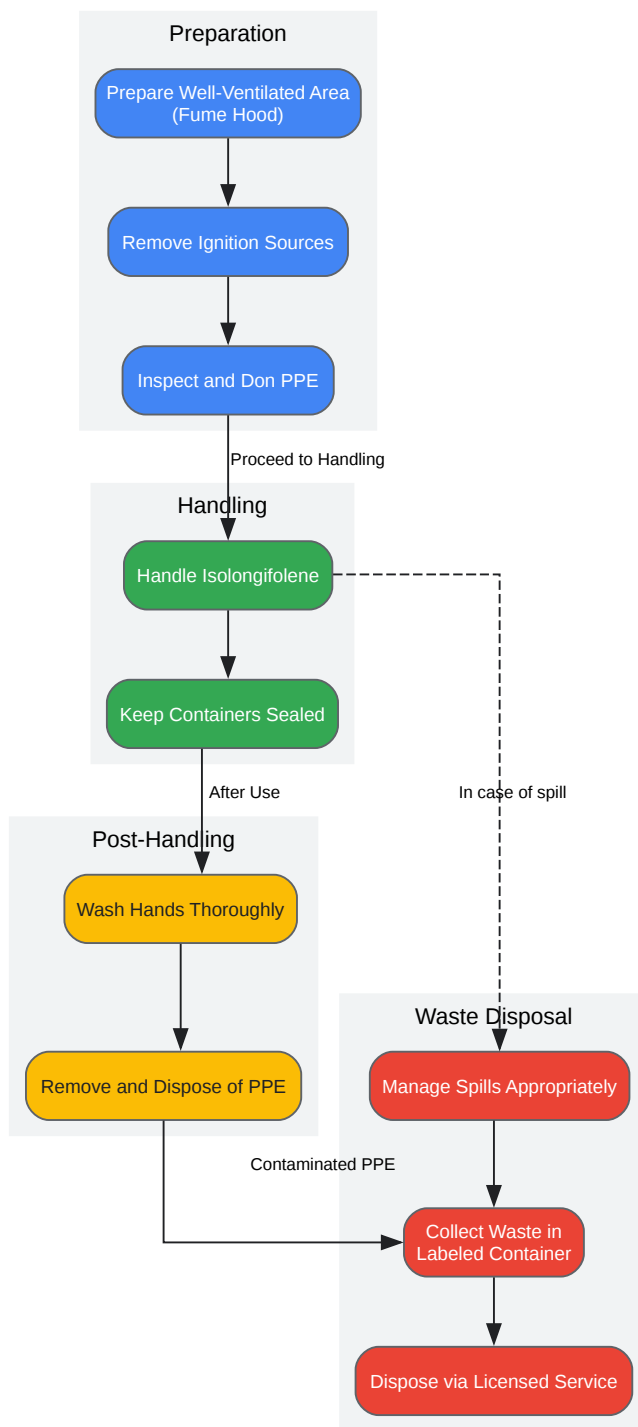 Preparation
Prepare Well-Ventilated Area
(Fume Hood)
Remove Ignition Sources
Inspect and Don PPE
Proceed to Handling
Handling
Handle Isolongifolene
Keep Containers Sealed
After Use
In case of spill
Post-Handling
Wash Hands Thoroughly
Remove and Dispose of PPE
Waste Disposal
Manage Spills Appropriately
Contaminated PPE
Collect Waste in
Labeled Container
Dispose via Licensed Service